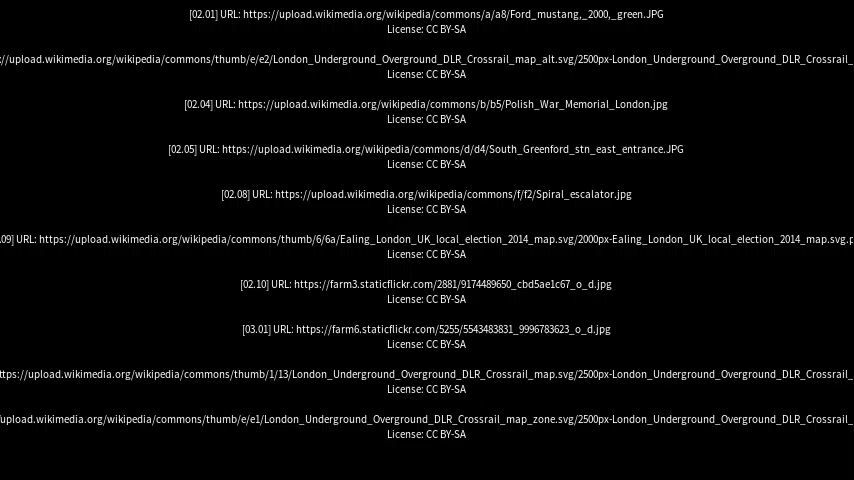 [02.01] URL: https://upload.wikimedia.org/wikipedia/commons/a/a8/Ford_mustang,_2000,_green.JPG
License: CC BY-SA
://upload.wikimedia.org/wikipedia/commons/thumb/e/e2/London_Underground_Overground_DLR_Crossrail_map_alt.svg/2500px-London_Underground_Overground_DLR_Crossrail_
License: CC BY-SA
[02.04] URL: https://upload.wikimedia.org/wikipedia/commons/b/b5/Polish_War_Memorial_London.jpg
License: CC BY-SA
[02.05] URL: https://upload.wikimedia.org/wikipedia/commons/d/d4/South_Greenford_stn_east_entrance.JPG
License: CC BY-SA
[02.08] URL: https://upload.wikimedia.org/wikipedia/commons/f/f2/Spiral_escalator.jpg
License: CC BY-SA
.09] URL: https://upload.wikimedia.org/wikipedia/commons/thumb/6/6a/Ealing_London_UK_local_election_2014_map.svg/2000px-Ealing_London_UK_local_election_2014_map.svg.p
License: CC BY-SA
[02.10] URL: https://farm3.staticflickr.com/2881/9174489650_cbd5ae1c67_o_d.jpg
License: CC BY-SA
[03.01] URL: https://farm6.staticflickr.com/5255/5543483831_9996783623_o_d.jpg
License: CC BY-SA
ttps://upload.wikimedia.org/wikipedia/commons/thumb/1/13/London_Underground_Overground_DLR_Crossrail_map.svg/2500px-London_Underground_Overground_DLR_Crossrail_
License: CC BY-SA
/upload.wikimedia.org/wikipedia/commons/thumb/e/e1/London_Underground_Overground_DLR_Crossrail_map_zone.svg/2500px-London_Underground_Overground_DLR_Crossrail_
License: CC BY-SA